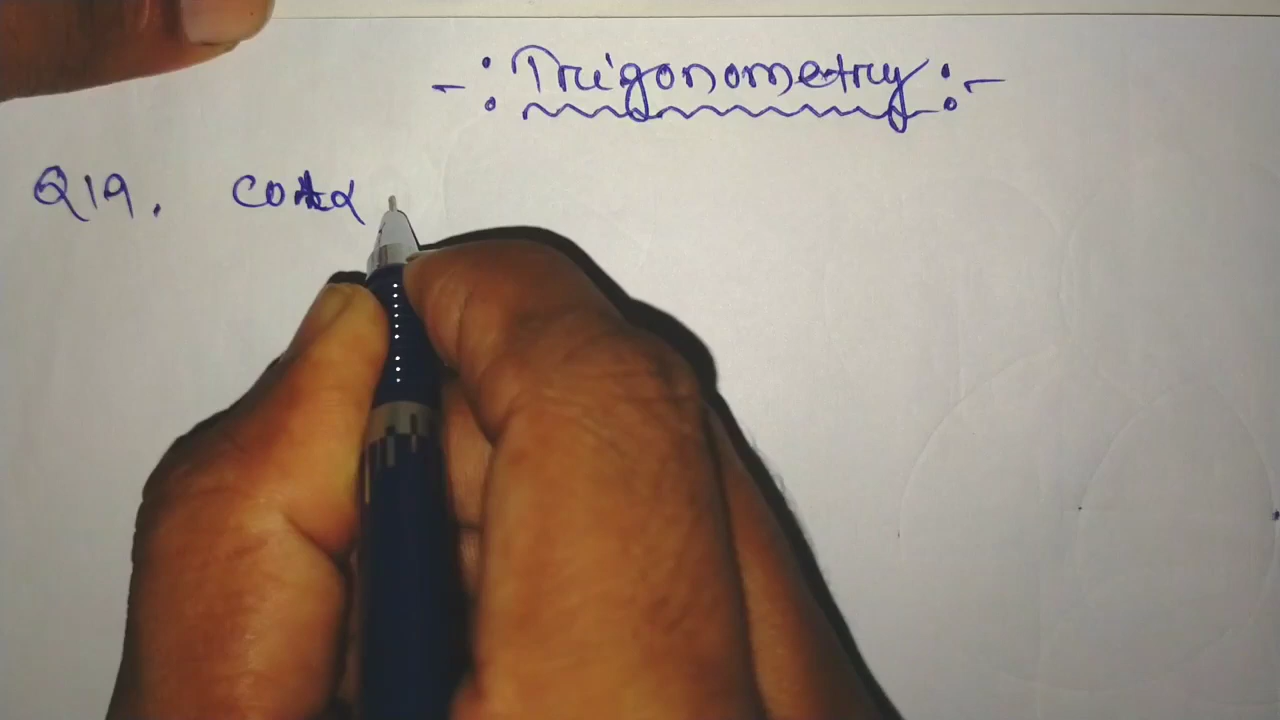 -: Trigonometry :-
Q19. cotα